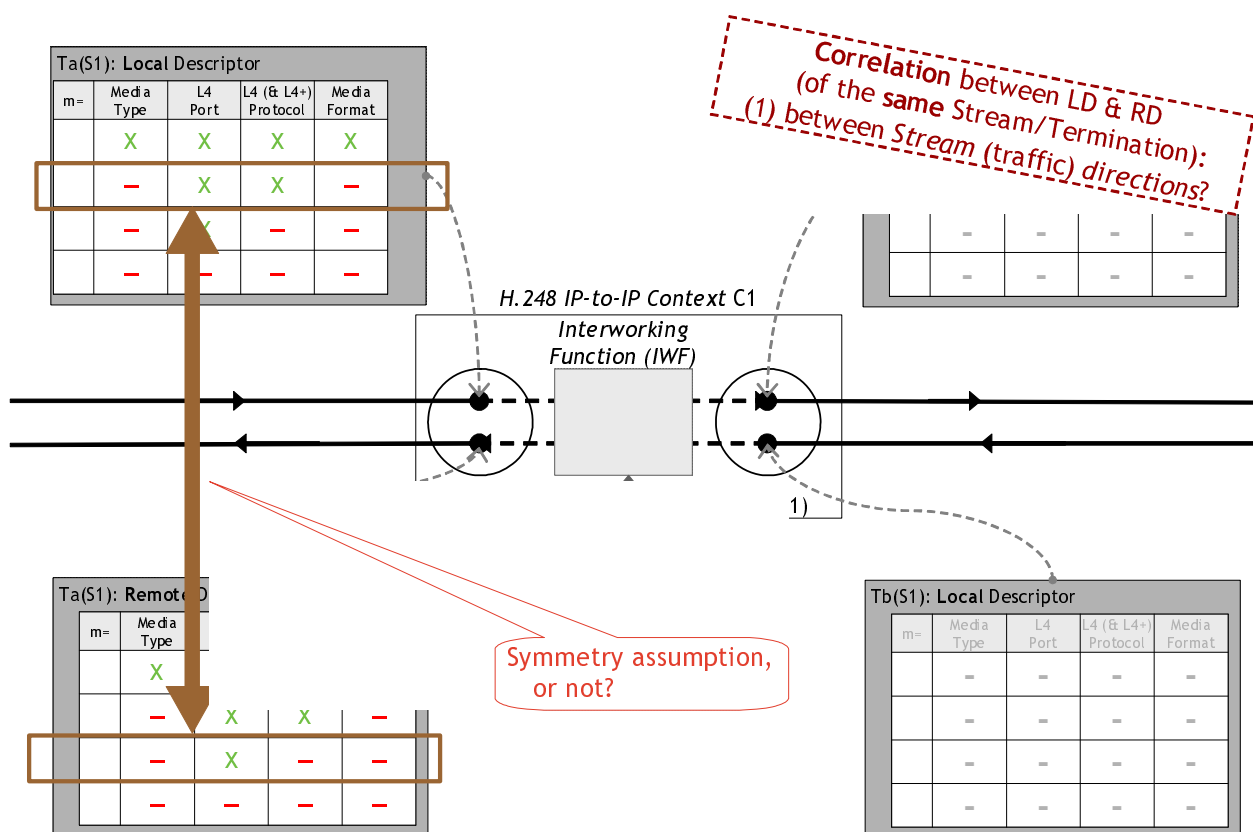 Ta(S1): Local Descriptor
m= Media Type L4 Port L4 (& L4+) Protocol Media Format
X X X X
– X X –
– X – –
– – – –
Correlation between LD & RD
(of the same Stream/Termination):
(1) between Stream (traffic) directions?
– – – –
– – – –
H.248 IP-to-IP Context C1
Interworking
Function (IWF)
1)
Ta(S1): Remote D
m= Media Type
X
– X X –
– X – –
– – – –
Symmetry assumption,
or not?
Tb(S1): Local Descriptor
m= Media Type L4 Port L4 (& L4+) Protocol Media Format
– – – –
– – – –
– – – –
– – – –